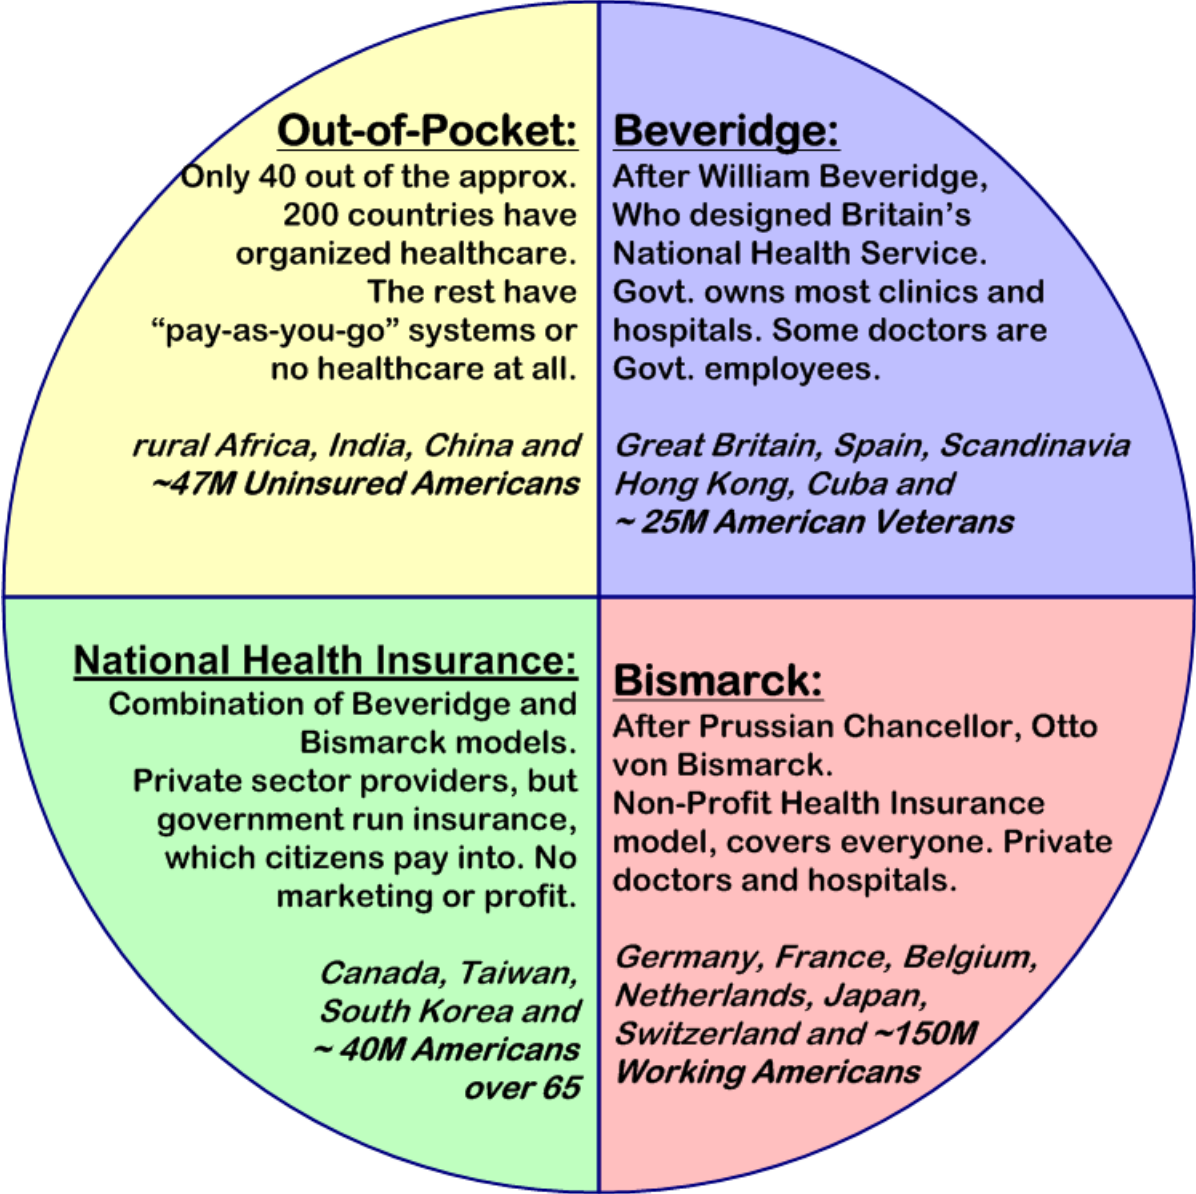 Out-of-Pocket:
Only 40 out of the approx.
200 countries have
organized healthcare.
The rest have
“pay-as-you-go” systems or
no healthcare at all.
rural Africa, India, China and
~47M Uninsured Americans
Beveridge:
After William Beveridge,
Who designed Britain’s
National Health Service.
Govt. owns most clinics and
hospitals. Some doctors are
Govt. employees.
Great Britain, Spain, Scandinavia
Hong Kong, Cuba and
~ 25M American Veterans
National Health Insurance:
Combination of Beveridge and
Bismarck models.
Private sector providers, but
government run insurance,
which citizens pay into. No
marketing or profit.
Canada, Taiwan,
South Korea and
~ 40M Americans
over 65
Bismarck:
After Prussian Chancellor, Otto
von Bismarck.
Non-Profit Health Insurance
model, covers everyone. Private
doctors and hospitals.
Germany, France, Belgium,
Netherlands, Japan,
Switzerland and ~150M
Working Americans